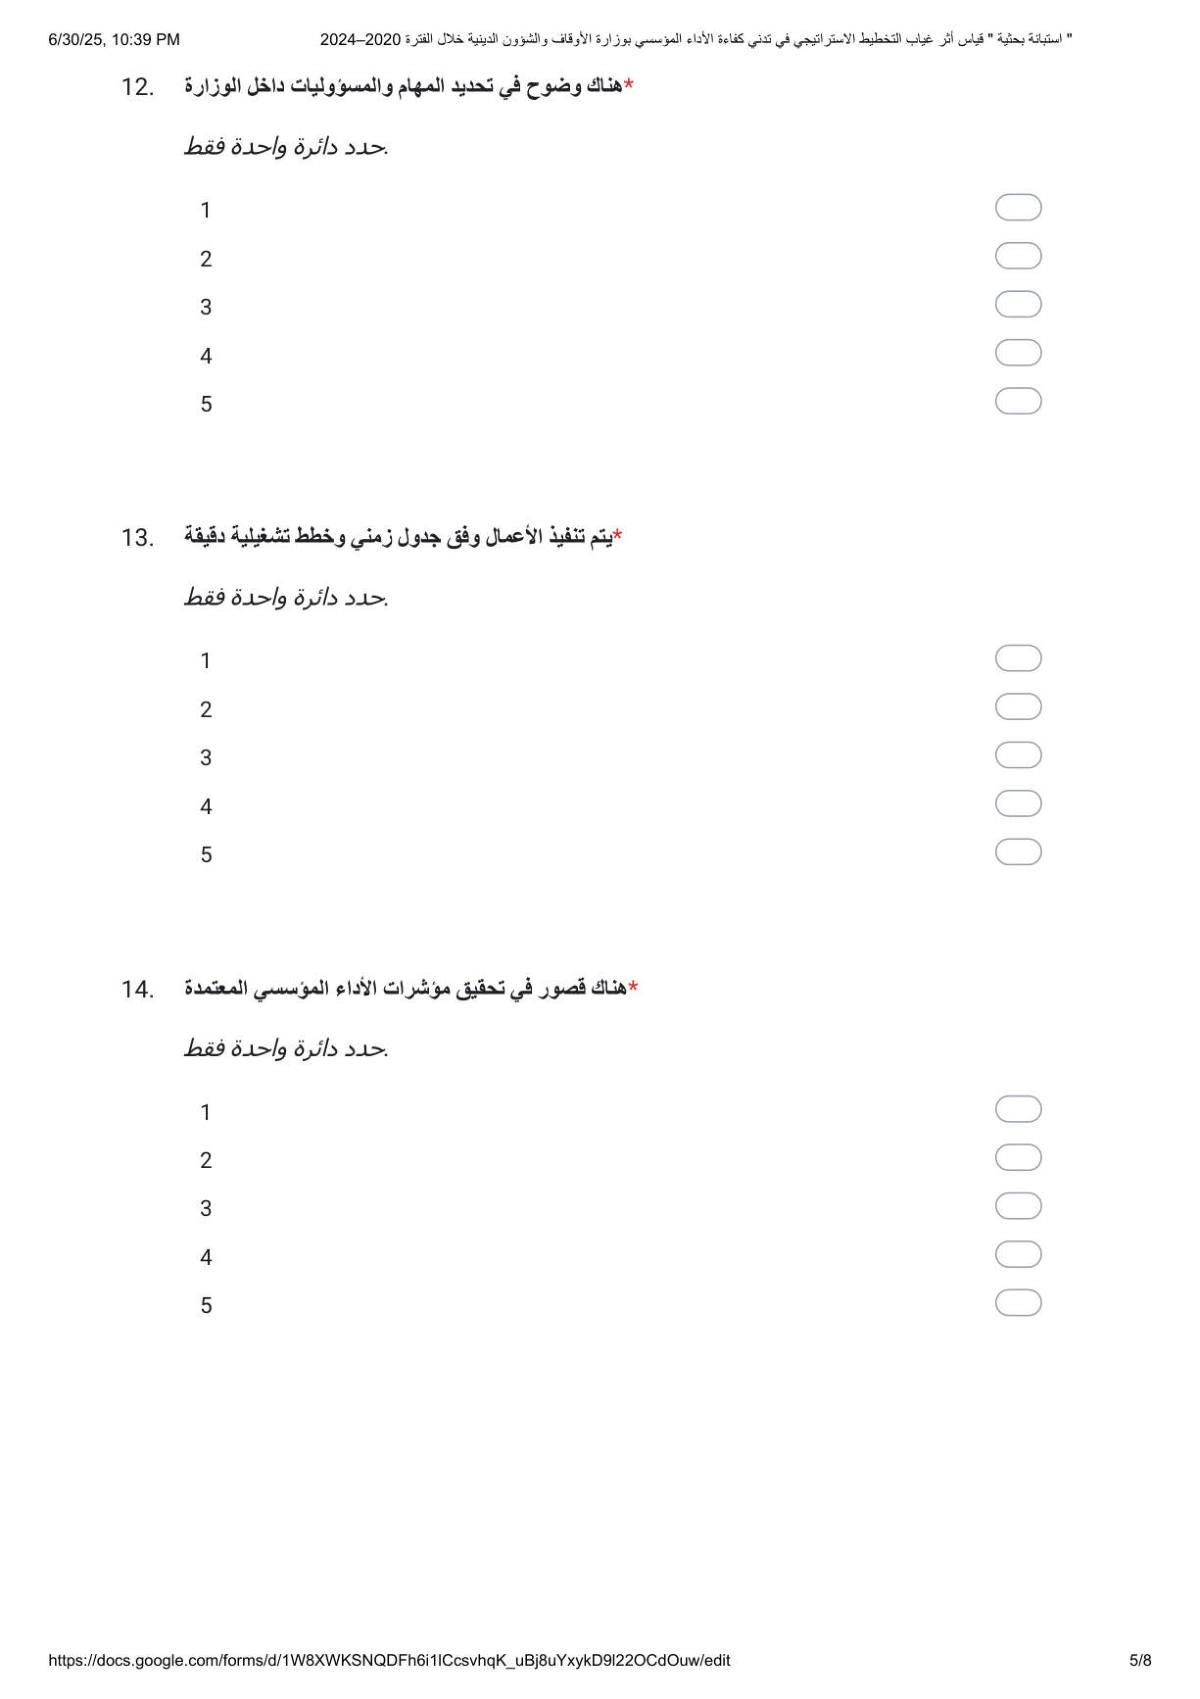 6/30/25, 10:39 PM
" استبانة بحثية " قياس أثر غياب التخطيط الاستراتيجي في تدني كفاءة الأداء المؤسسي بوزارة الأوقاف والشؤون الدينية خلال الفترة 2020–2024
12. هناك وضوح في تحديد المهام والمسؤوليات داخل الوزارة*
حدد دائرة واحدة فقط.
1
2
3
4
5
13. يتم تنفيذ الأعمال وفق جدول زمني وخطط تشغيلية دقيقة*
حدد دائرة واحدة فقط.
1
2
3
4
5
14. هناك قصور في تحقيق مؤشرات الأداء المؤسسي المعتمدة*
حدد دائرة واحدة فقط.
1
2
3
4
5
https://docs.google.com/forms/d/1W8XWKSNQDFh6i1lCcsvhqK_uBj8uYxykD9l22OCdOuw/edit
5/8